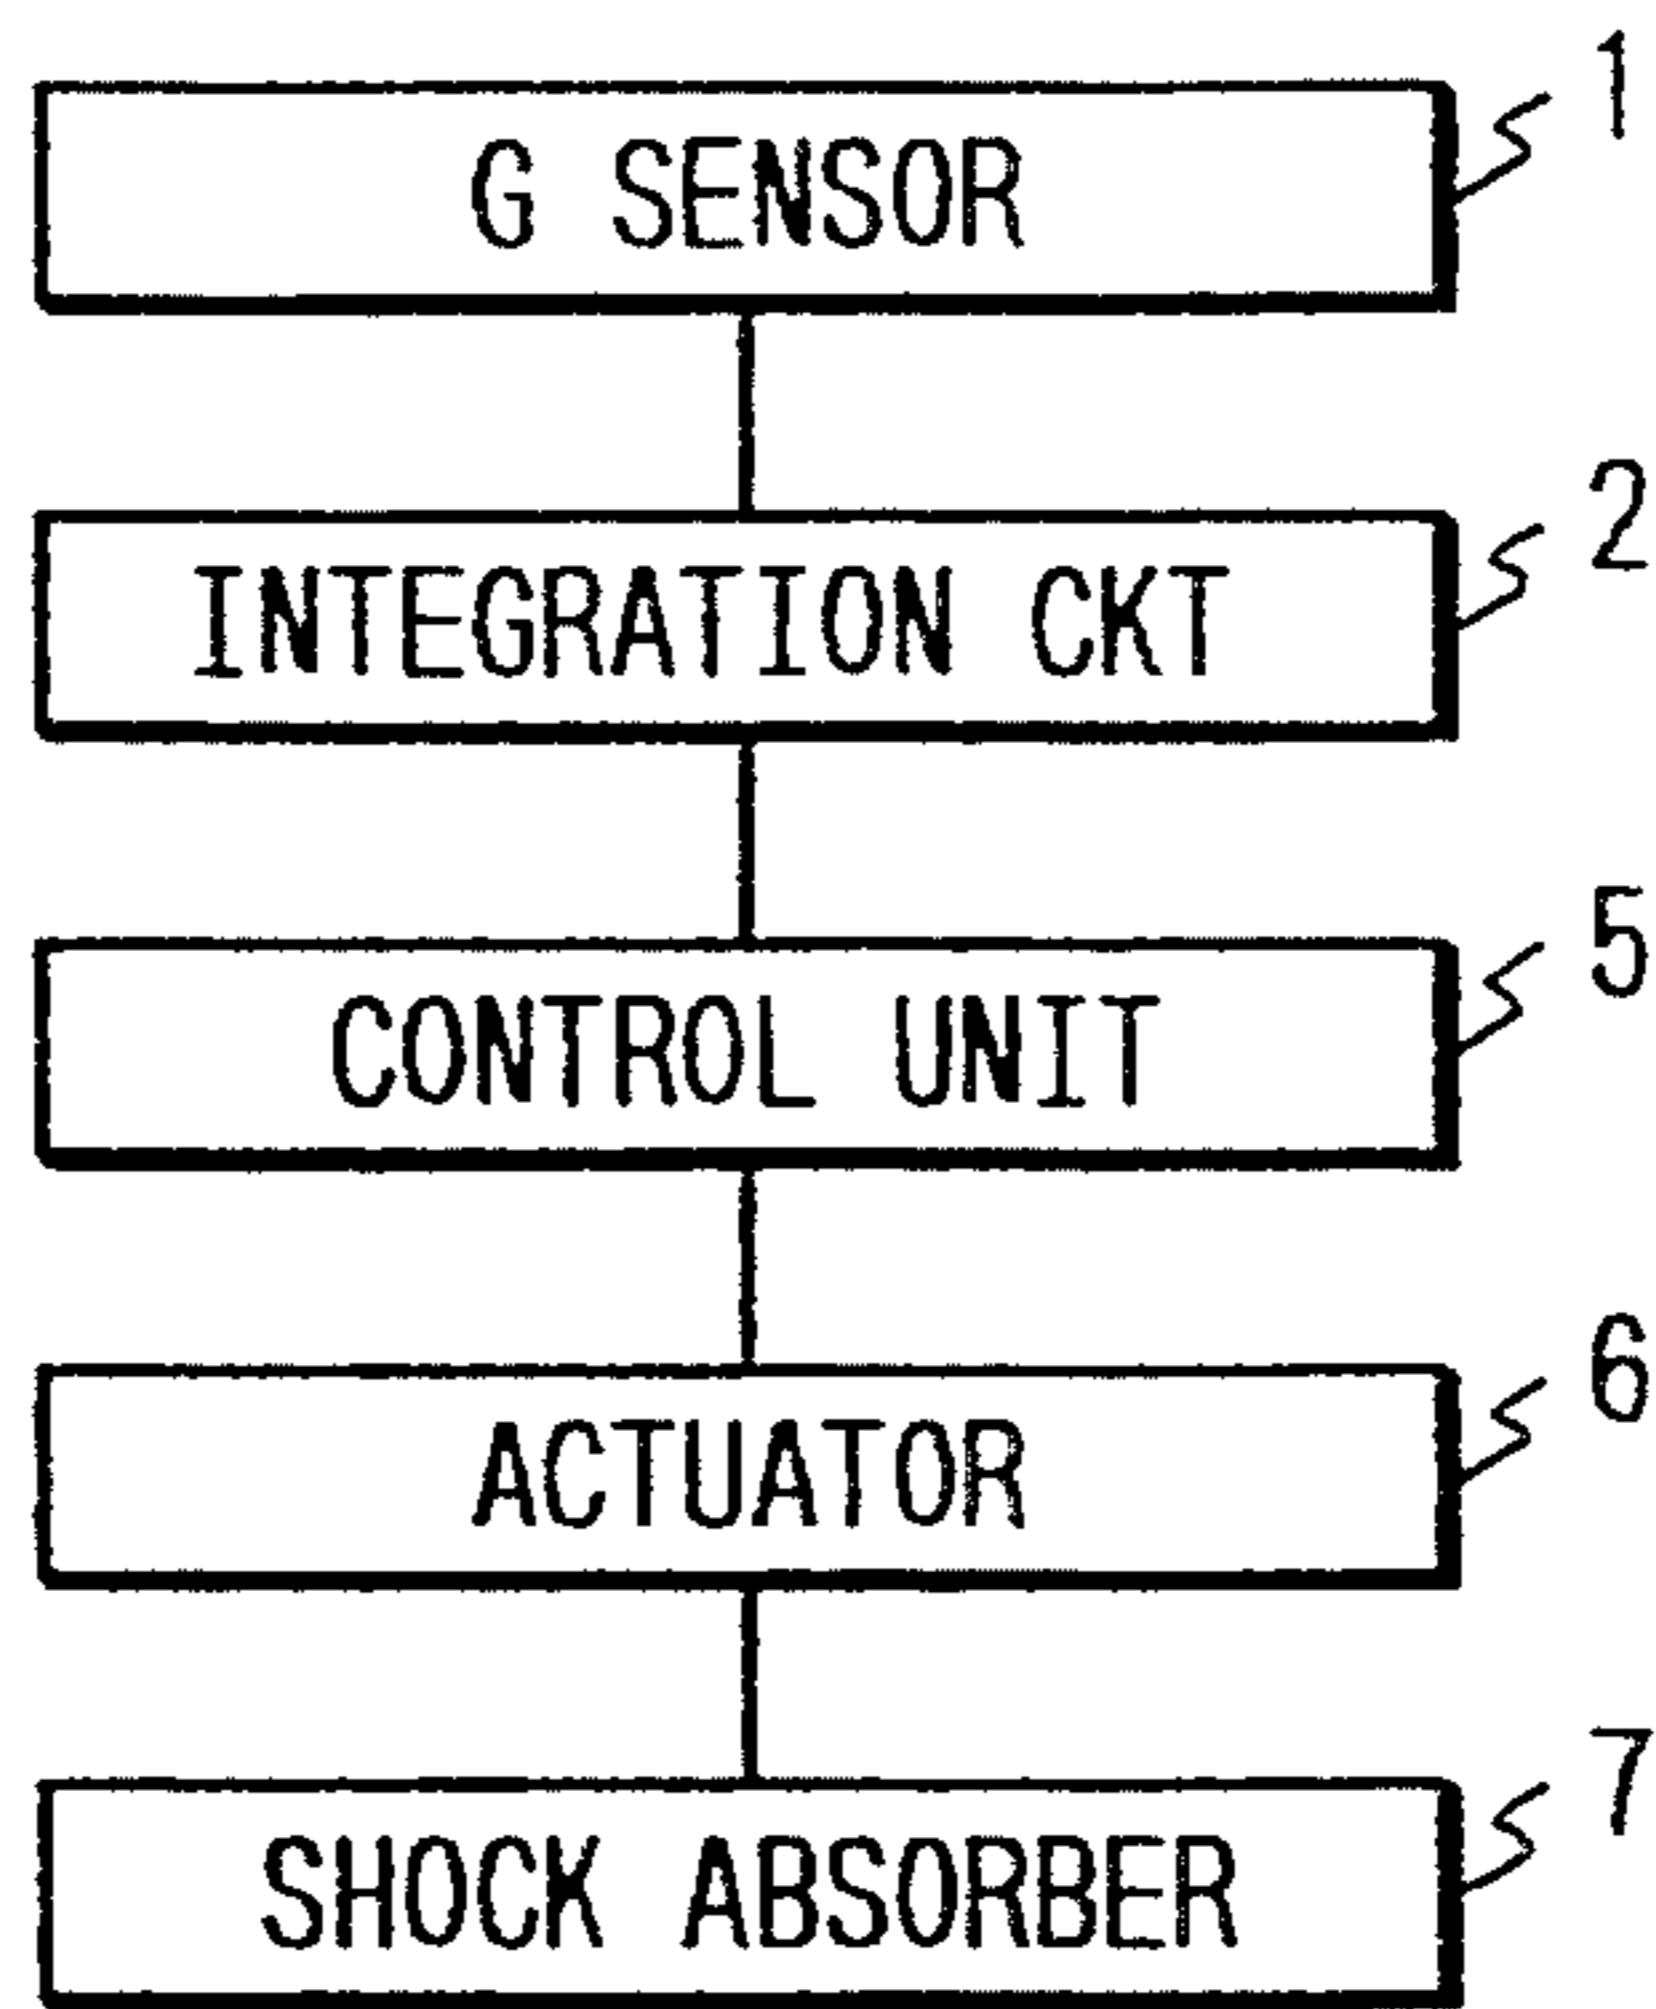 1
G SENSOR
2
INTEGRATION CKT
5
CONTROL UNIT
6
ACTUATOR
7
SHOCK ABSORBER